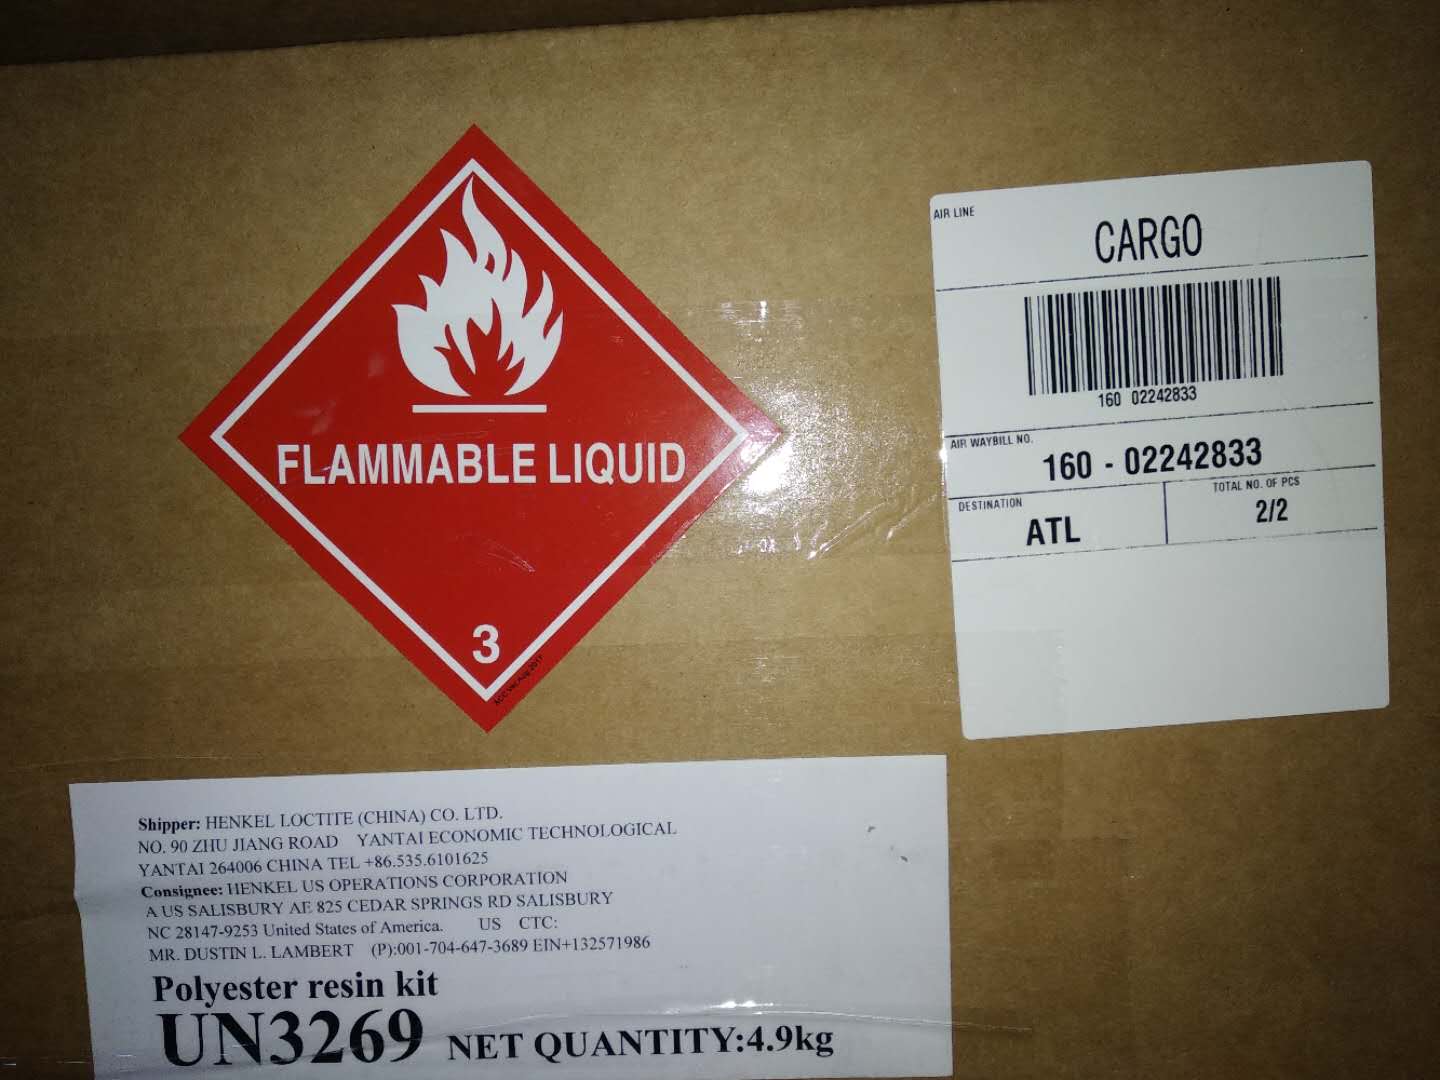 FLAMMABLE LIQUID
3
AIR LINE
CARGO
160 02242833
AIR WAYBILL NO.
160 - 02242833
DESTINATION
ATL
TOTAL NO. OF PCS
2/2
Shipper: HENKEL LOCTITE (CHINA) CO. LTD.
NO. 90 ZHU JIANG ROAD YANTAI ECONOMIC TECHNOLOGICAL
YANTAI 264006 CHINA TEL +86.535.6101625
Consignee: HENKEL US OPERATIONS CORPORATION
A US SALISBURY AE 825 CEDAR SPRINGS RD SALISBURY
NC 28147-9253 United States of America. US CTC:
MR. DUSTIN L. LAMBERT (P):001-704-647-3689 EIN+132571986
Polyester resin kit
UN3269 NET QUANTITY:4.9kg